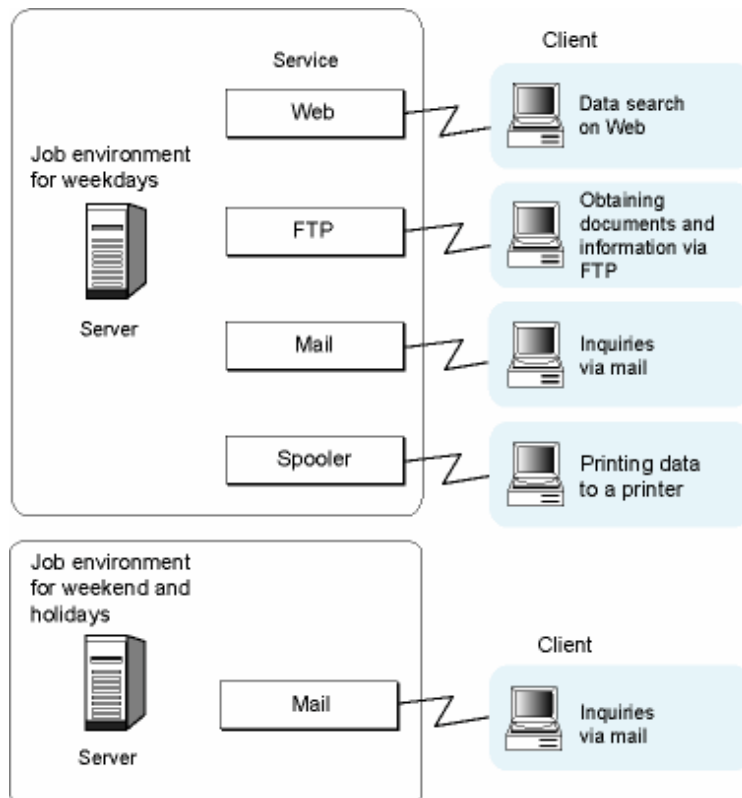 Client
Service
Web
Data search
on Web
Job environment
for weekdays
Server
FTP
Obtaining
documents and
information via
FTP
Mail
Inquiries
via mail
Spooler
Printing data
to a printer
Job environment
for weekend and
holidays
Server
Mail
Client
Inquiries
via mail